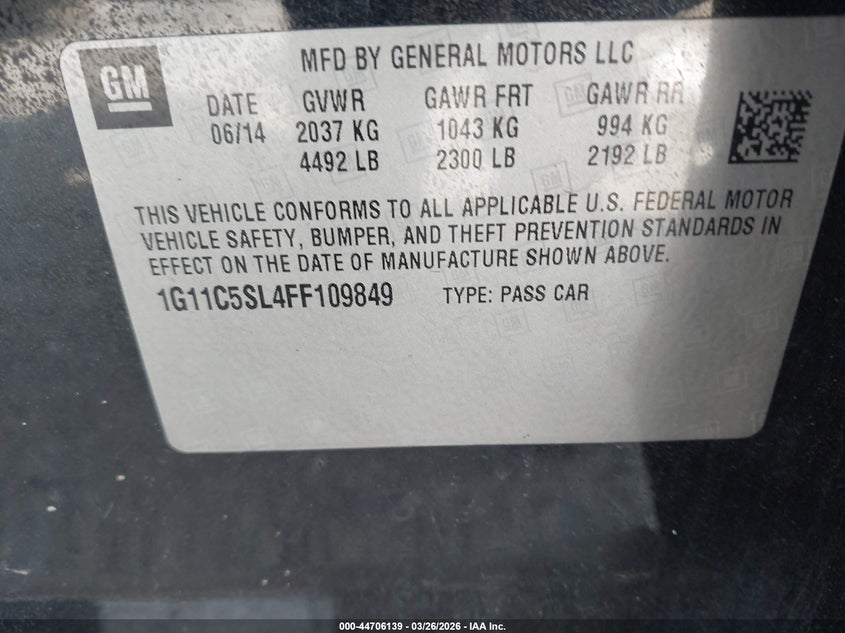 GM
MFD BY GENERAL MOTORS LLC
DATE GVWR GAWR FRT GAWR RR
06/14 2037 KG 1043 KG 994 KG
4492 LB 2300 LB 2192 LB
THIS VEHICLE CONFORMS TO ALL APPLICABLE U.S. FEDERAL MOTOR
VEHICLE SAFETY, BUMPER, AND THEFT PREVENTION STANDARDS IN
EFFECT ON THE DATE OF MANUFACTURE SHOWN ABOVE.
1G11C5SL4FF109849 TYPE: PASS CAR
000-44706139 - 03/26/2026 - IAA Inc.